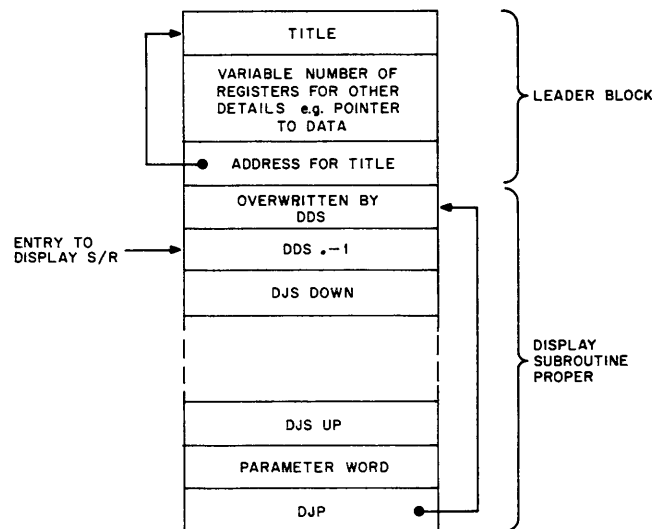 TITLE
VARIABLE NUMBER OF
REGISTERS FOR OTHER
DETAILS e.g. POINTER
TO DATA
LEADER BLOCK
ADDRESS FOR TITLE
OVERWRITTEN BY
DDS
ENTRY TO
DISPLAY S/R
DDS .-1
DJS DOWN
DISPLAY
SUBROUTINE
PROPER
DJS UP
PARAMETER WORD
DJP